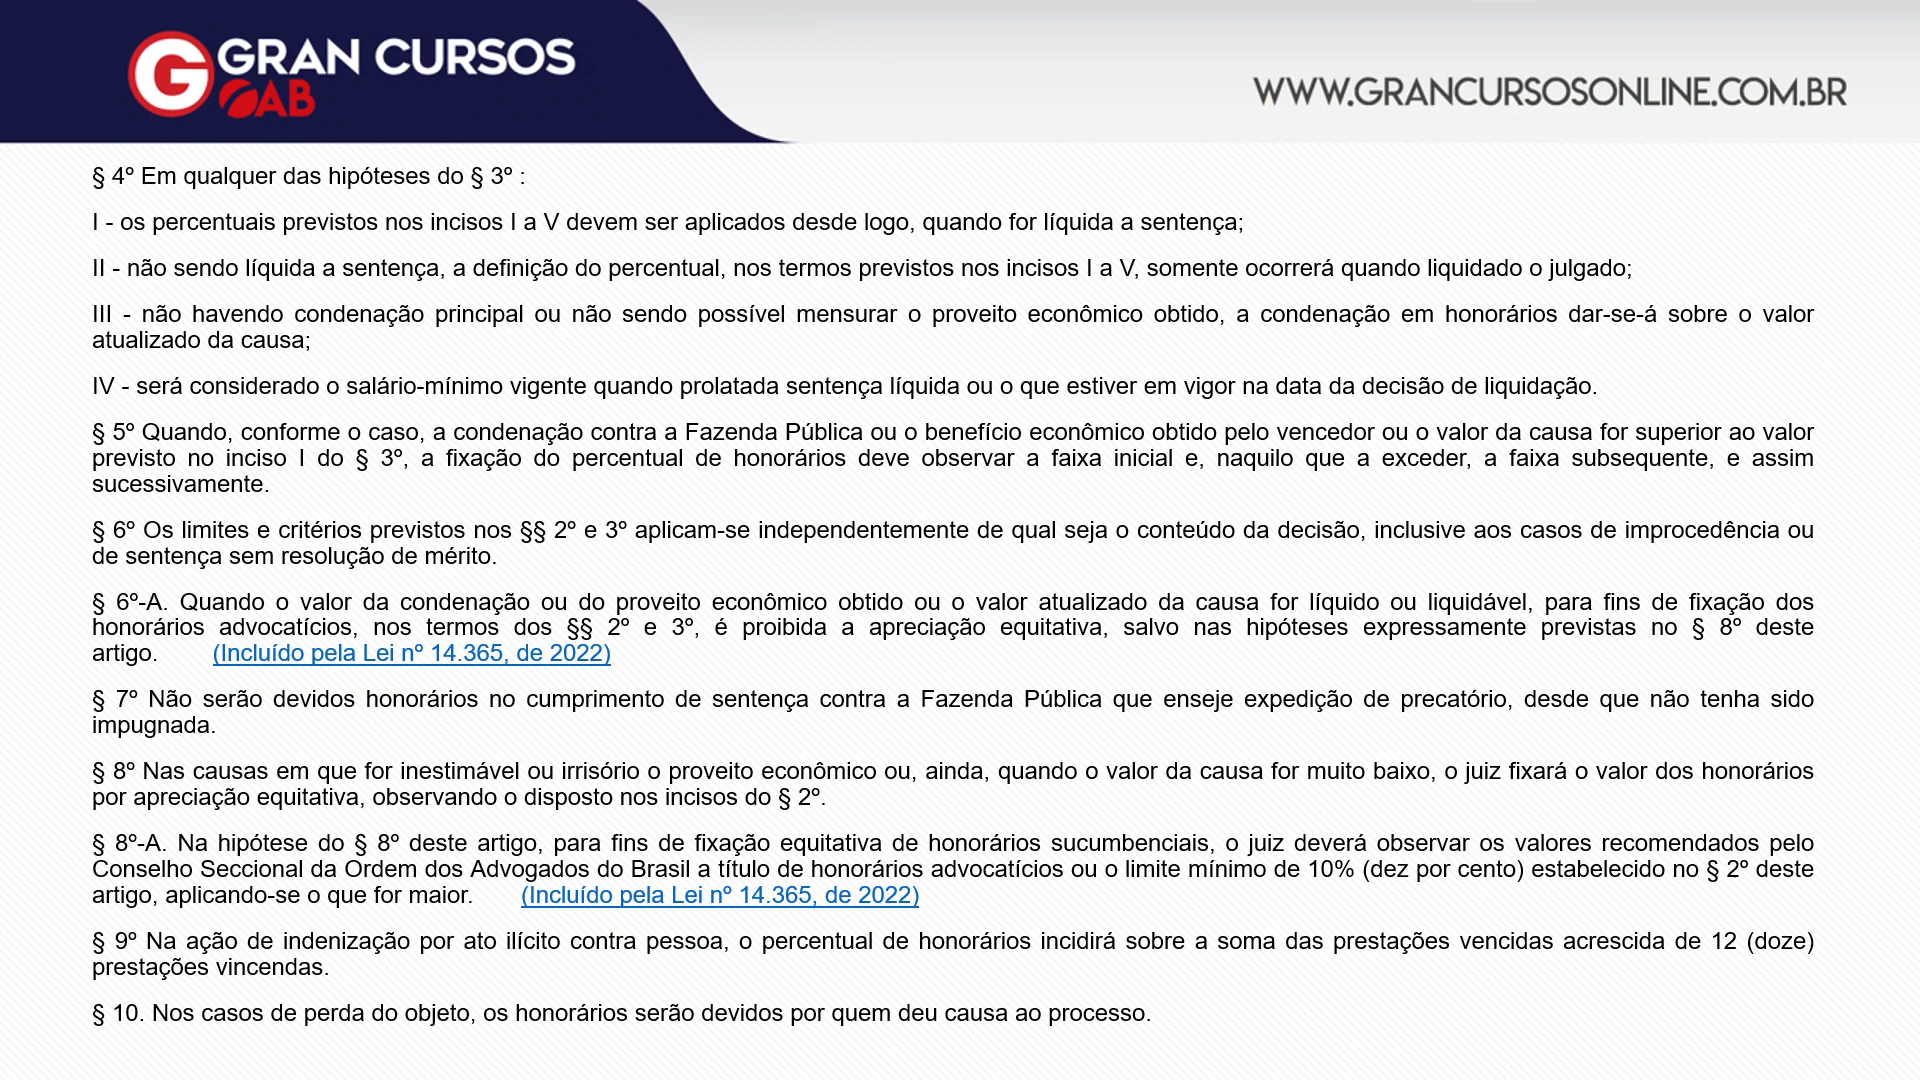 GRAN CURSOS
OAB
WWW.GRANCURSOSONLINE.COM.BR
§ 4º Em qualquer das hipóteses do § 3º :
I - os percentuais previstos nos incisos I a V devem ser aplicados desde logo, quando for líquida a sentença;
II - não sendo líquida a sentença, a definição do percentual, nos termos previstos nos incisos I a V, somente ocorrerá quando liquidado o julgado;
III - não havendo condenação principal ou não sendo possível mensurar o proveito econômico obtido, a condenação em honorários dar-se-á sobre o valor
atualizado da causa;
IV - será considerado o salário-mínimo vigente quando prolatada sentença líquida ou o que estiver em vigor na data da decisão de liquidação.
§ 5º Quando, conforme o caso, a condenação contra a Fazenda Pública ou o benefício econômico obtido pelo vencedor ou o valor da causa for superior ao valor
previsto no inciso I do § 3º, a fixação do percentual de honorários deve observar a faixa inicial e, naquilo que a exceder, a faixa subsequente, e assim
sucessivamente.
§ 6º Os limites e critérios previstos nos §§ 2º e 3º aplicam-se independentemente de qual seja o conteúdo da decisão, inclusive aos casos de improcedência ou
de sentença sem resolução de mérito.
§ 6º-A. Quando o valor da condenação ou do proveito econômico obtido ou o valor atualizado da causa for líquido ou liquidável, para fins de fixação dos
honorários advocatícios, nos termos dos §§ 2º e 3º, é proibida a apreciação equitativa, salvo nas hipóteses expressamente previstas no § 8º deste
artigo. (Incluído pela Lei nº 14.365, de 2022)
§ 7º Não serão devidos honorários no cumprimento de sentença contra a Fazenda Pública que enseje expedição de precatório, desde que não tenha sido
impugnada.
§ 8º Nas causas em que for inestimável ou irrisório o proveito econômico ou, ainda, quando o valor da causa for muito baixo, o juiz fixará o valor dos honorários
por apreciação equitativa, observando o disposto nos incisos do § 2º.
§ 8º-A. Na hipótese do § 8º deste artigo, para fins de fixação equitativa de honorários sucumbenciais, o juiz deverá observar os valores recomendados pelo
Conselho Seccional da Ordem dos Advogados do Brasil a título de honorários advocatícios ou o limite mínimo de 10% (dez por cento) estabelecido no § 2º deste
artigo, aplicando-se o que for maior. (Incluído pela Lei nº 14.365, de 2022)
§ 9º Na ação de indenização por ato ilícito contra pessoa, o percentual de honorários incidirá sobre a soma das prestações vencidas acrescida de 12 (doze)
prestações vincendas.
§ 10. Nos casos de perda do objeto, os honorários serão devidos por quem deu causa ao processo.